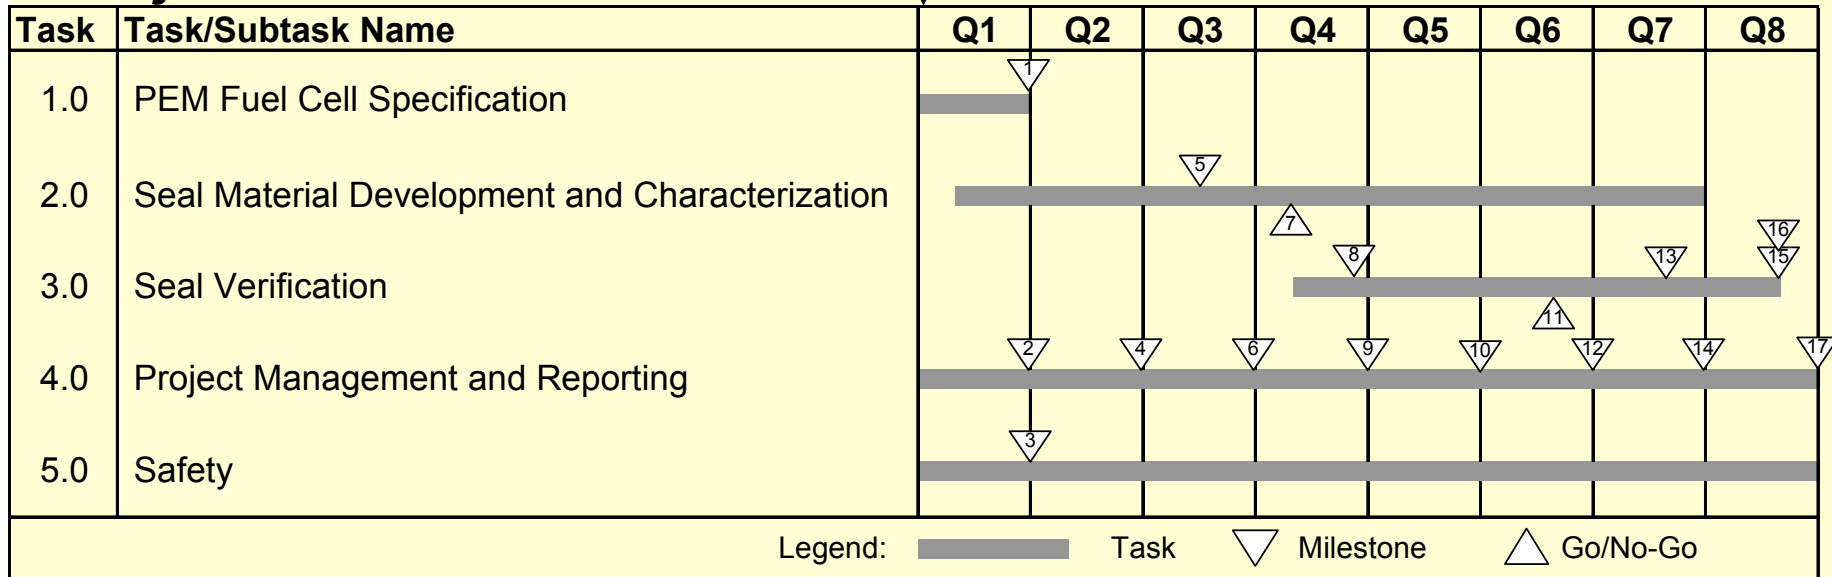 Task Task/Subtask Name Q1 Q2 Q3 Q4 Q5 Q6 Q7 Q8
1
1.0 PEM Fuel Cell Specification
5
2.0 Seal Material Development and Characterization
7
16
8 13 15
3.0 Seal Verification
11
2 4 6 9 10 12 14 17
4.0 Project Management and Reporting
3
5.0 Safety
Legend: Task Milestone Go/No-Go